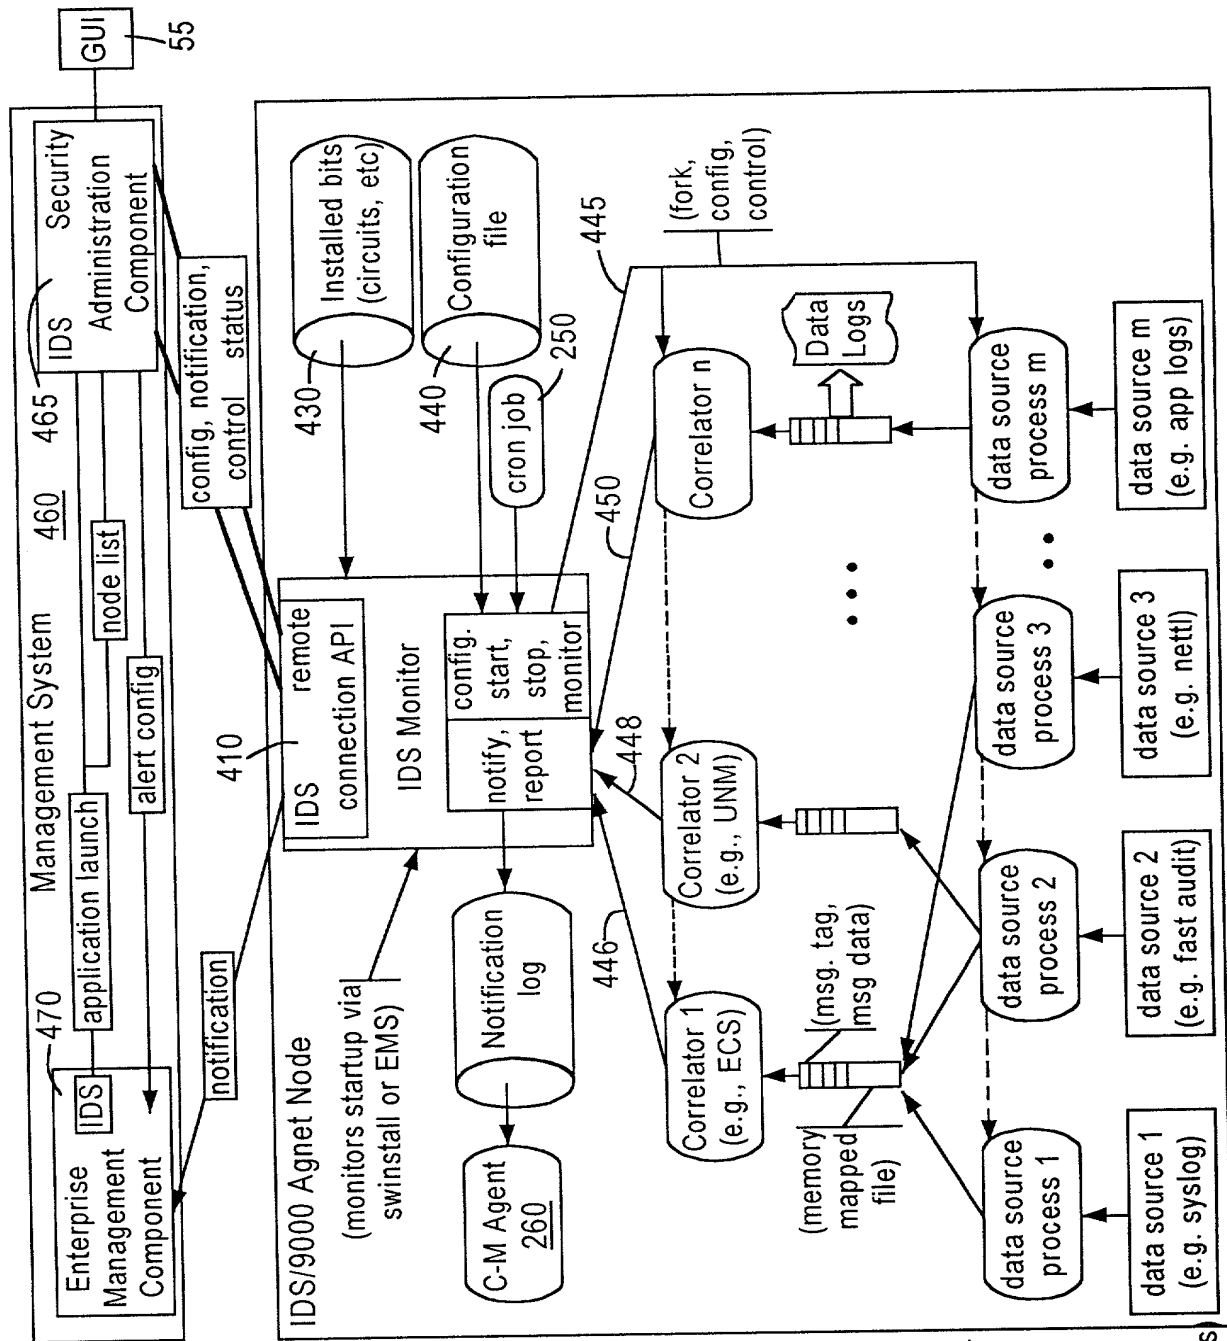 Management System
460
470
465
Enterprise
Management
Component
IDS
application launch
node list
alert config
IDS Security
Administration
Component
GUI
55
notification
config, notification,
control status
IDS/9000 Agnet Node
(monitors startup via
swinstall or EMS)
410
IDS remote
connection API
IDS Monitor
notify,
report
config.
start,
stop,
monitor
430
Installed bits
(circuits, etc)
440
Configuration
file
cron job
250
C-M Agent
260
Notification
log
446
448
450
445
(fork,
config,
control)
Correlator 1
(e.g., ECS)
Correlator 2
(e.g., UNM)
Correlator n
(memory
mapped
file)
(msg. tag,
msg data)
Data
Logs
data source
process 1
data source
process 2
data source
process 3
data source
process m
data source 1
(e.g. syslog)
data source 2
(e.g. fast audit)
data source 3
(e.g. nettl)
data source m
(e.g. app logs)